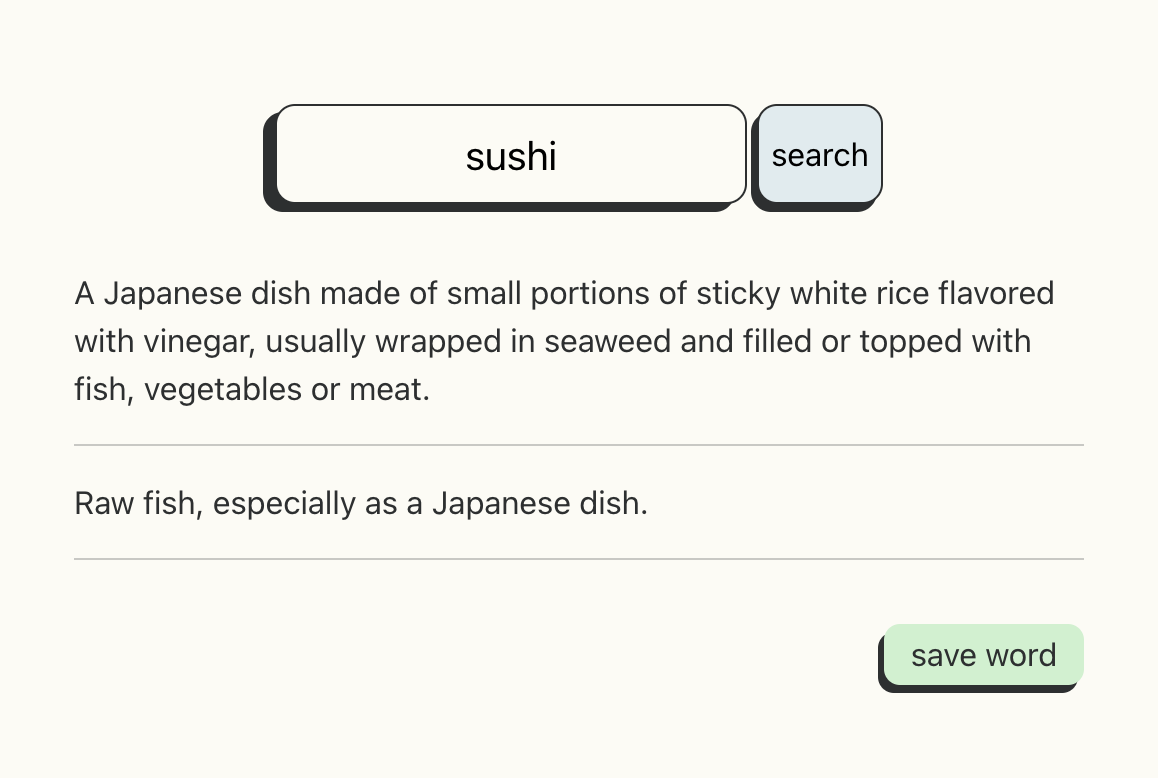 sushi
search
A Japanese dish made of small portions of sticky white rice flavored
with vinegar, usually wrapped in seaweed and filled or topped with
fish, vegetables or meat.
Raw fish, especially as a Japanese dish.
save word